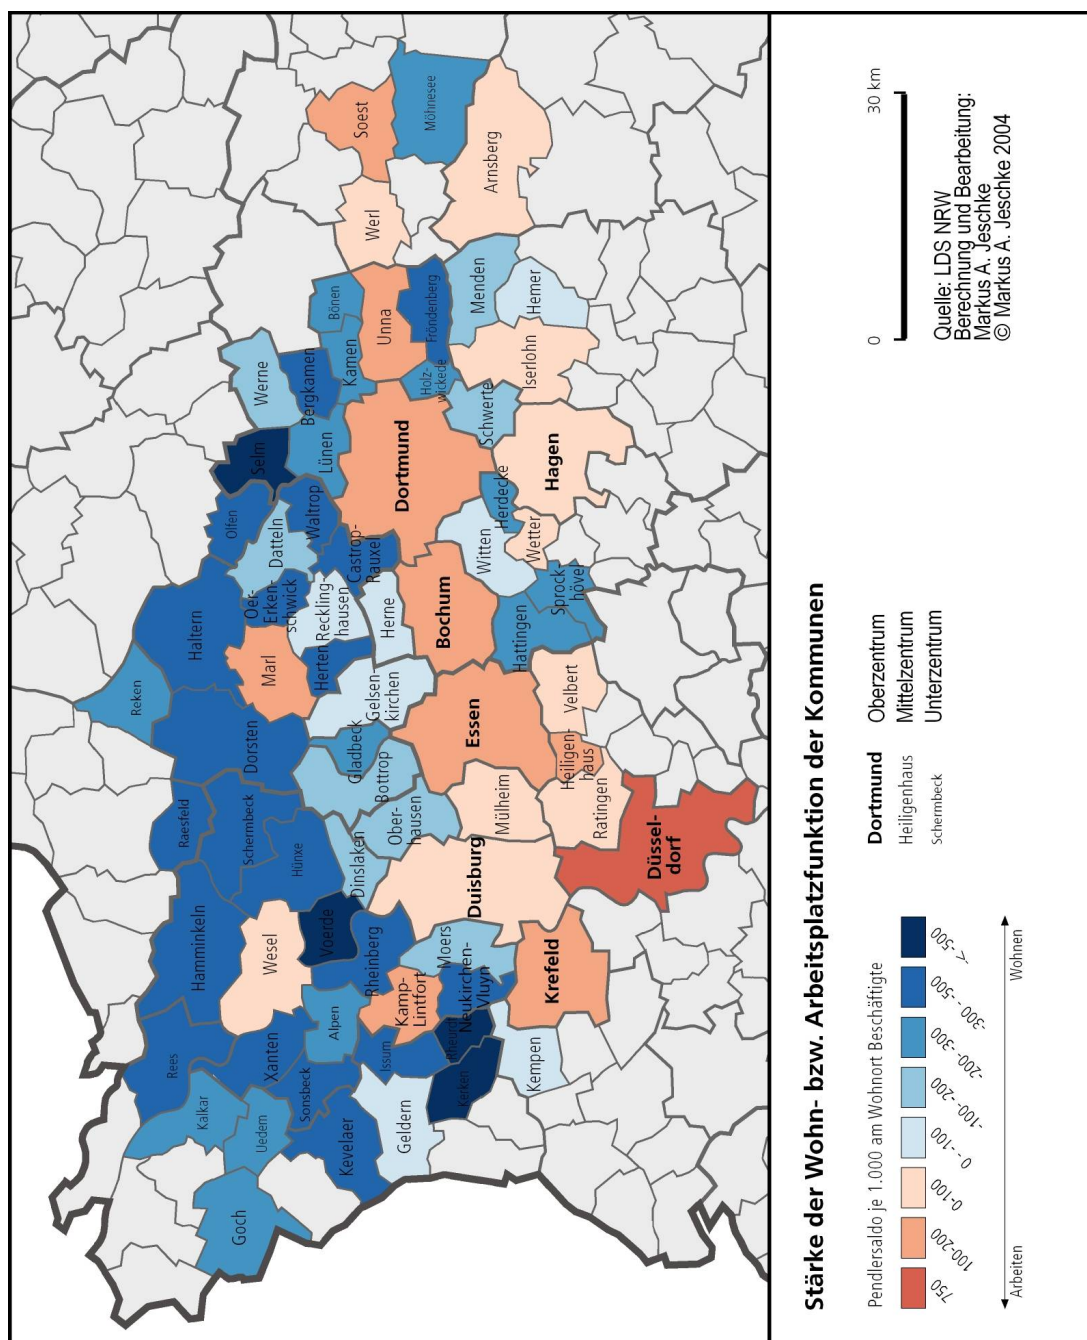 Goch
Kalkar
Uedem
Kevelaer
Geldern
Kerken
Rees
Xanten
Sonsbeck
Issum
Rheurdt
Kempen
Hamminkeln
Wesel
Alpen
Kamp-
Lintfort
Neukirchen-
Vluyn
Rheinberg
Moers
Krefeld
Voerde
Raesfeld
Schermbeck
Hünxe
Dinslaken
Duisburg
Düssel-
dorf
Ober-
hausen
Mülheim
Ratingen
Reken
Dorsten
Gladbeck
Bottrop
Essen
Heiligen-
haus
Velbert
Haltern
Marl
Herten
Gelsen-
kirchen
Oer-
Erken-
schwick
Reckling-
hausen
Herne
Bochum
Hattingen
Sprock-
hövel
Olfen
Datteln
Waltrop
Castrop-
Rauxel
Witten
Wetter
Herdecke
Selm
Lünen
Dortmund
Hagen
Werne
Bergkamen
Kamen
Bönen
Unna
Holz-
wickede
Fröndenberg
Schwerte
Iserlohn
Menden
Hemer
Werl
Soest
Möhnesee
Arnsberg
Stärke der Wohn- bzw. Arbeitsplatzfunktion der Kommunen
Pendlersaldo je 1.000 am Wohnort Beschäftigte
750
100-200
0-100
0 - -100
-100- -200
-200- -300
-300 - -500
< -500
Arbeiten
Wohnen
Dortmund Oberzentrum
Heiligenhaus Mittelzentrum
Schermbeck Unterzentrum
0
30 km
Quelle: LDS NRW
Berechnung und Bearbeitung:
Markus A. Jeschke
© Markus A. Jeschke 2004